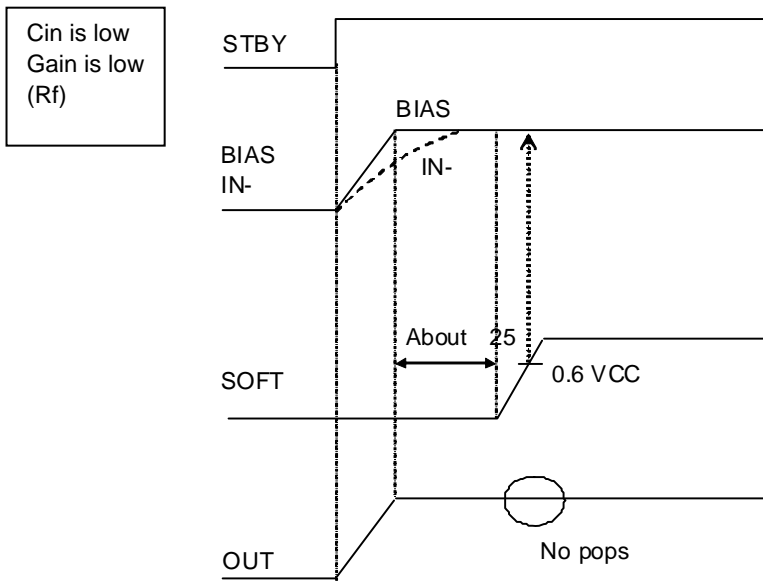 Cin is low
Gain is low
(Rf)
STBY
BIAS
BIAS
IN-
IN-
About 25
SOFT
0.6 VCC
No pops
OUT